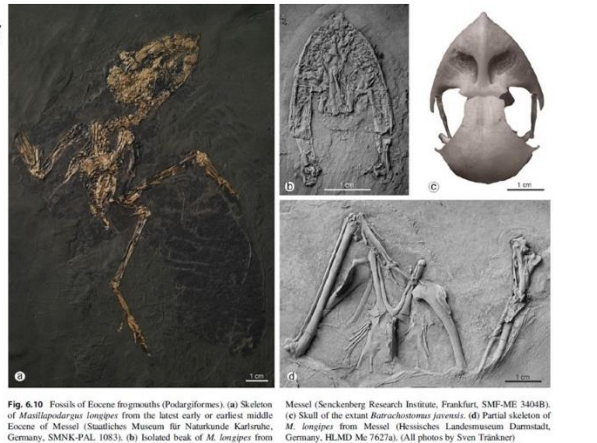 b
1 cm
c
1 cm
a
1 cm
d
1 cm
Fig. 6.10 Fossils of Eocene frogmouths (Podargiformes). (a) Skeleton
of Masillapodargus longipes from the latest early or earliest middle
Eocene of Messel (Staatliches Museum für Naturkunde Karlsruhe,
Germany, SMNK-PAL 1083). (b) Isolated beak of M. longipes from
Messel (Senckenberg Research Institute, Frankfurt, SMF-ME 3404B).
(c) Skull of the extant Batrachostomus javensis. (d) Partial skeleton of
M. longipes from Messel (Hessisches Landesmuseum Darmstadt,
Germany, HLMD Me 7627a). (All photos by Sven Tränkner)